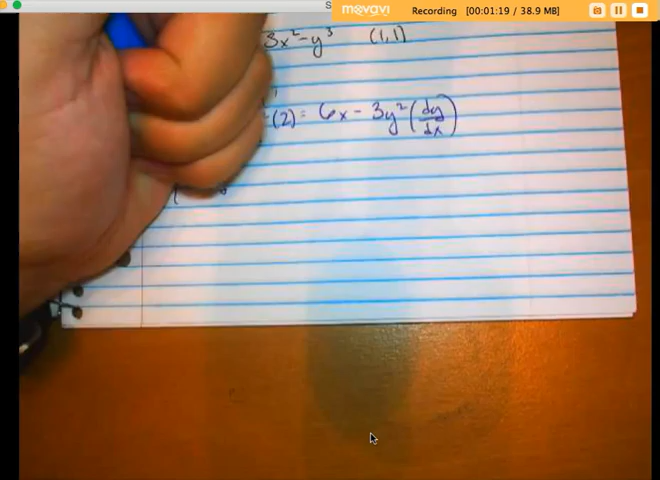 S
movavi
Recording (00:01:19 / 38.9 MB)
3x² - y³ (1,1)
(2) = 6x - 3y² (dy/dx)